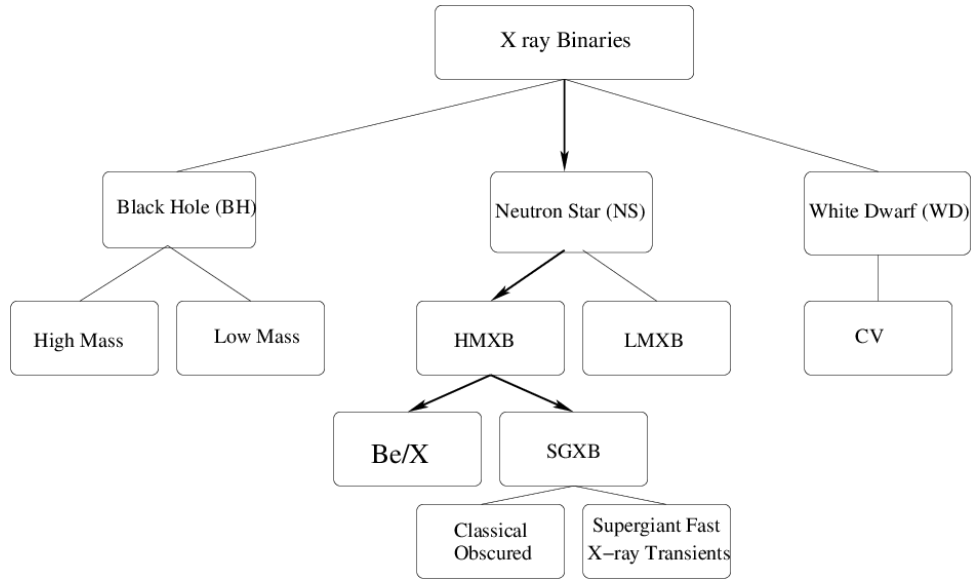 X ray Binaries
Black Hole (BH)
Neutron Star (NS)
White Dwarf (WD)
High Mass
Low Mass
HMXB
LMXB
CV
Be/X
SGXB
Classical
Obscured
Supergiant Fast
X−ray Transients